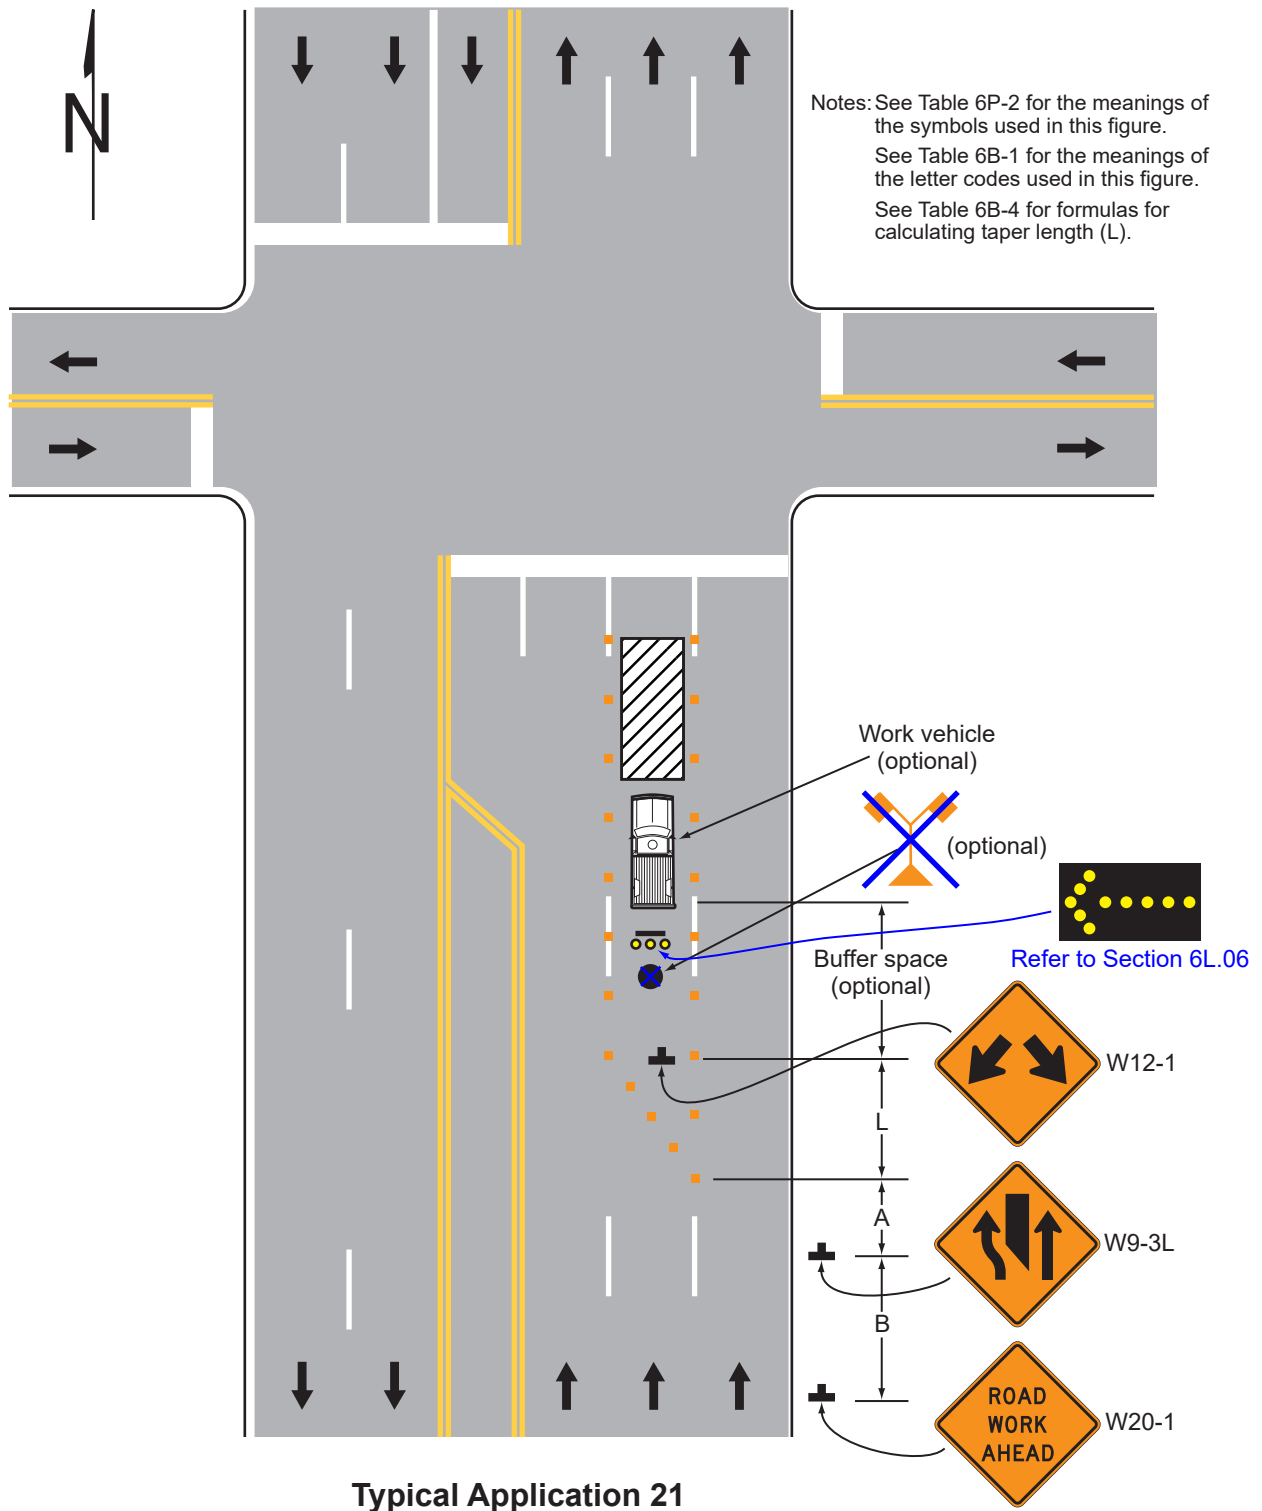 N
Notes: See Table 6P-2 for the meanings of
the symbols used in this figure.
See Table 6B-1 for the meanings of
the letter codes used in this figure.
See Table 6B-4 for formulas for
calculating taper length (L).
Work vehicle
(optional)
(optional)
Buffer space
(optional)
Refer to Section 6L.06
W12-1
L
A
W9-3L
B
ROAD
WORK
AHEAD
W20-1
Typical Application 21